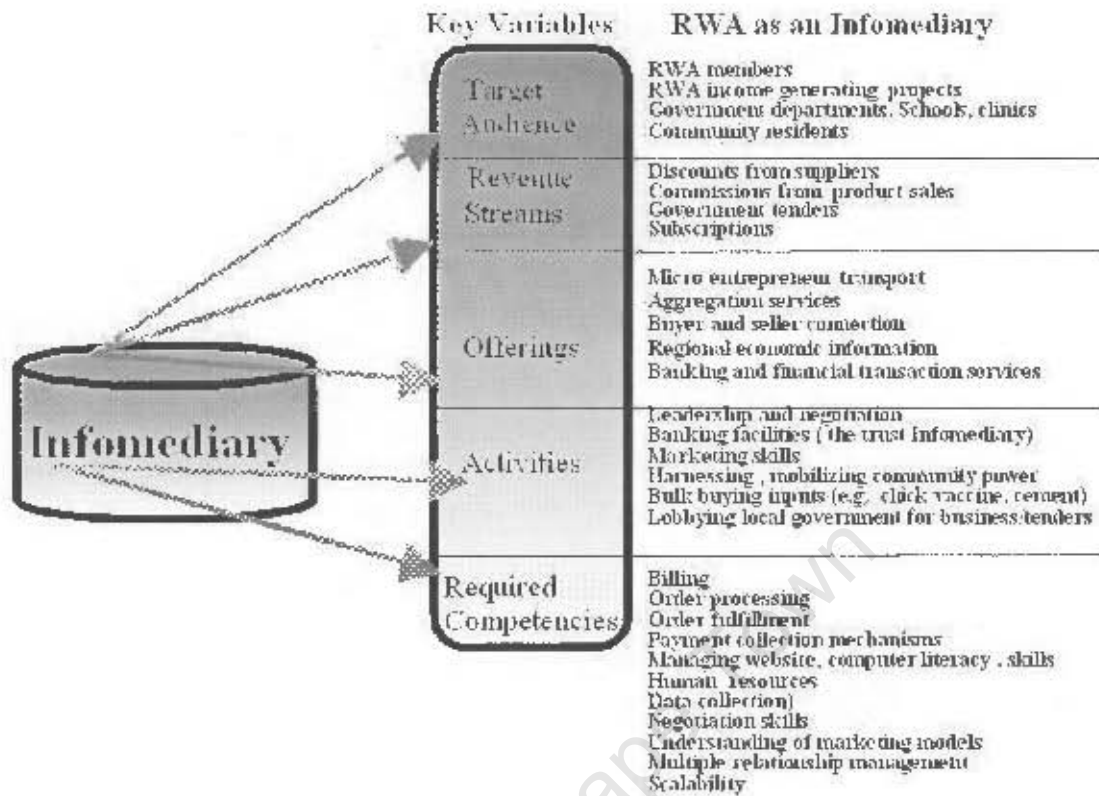 Key Variables
RWA as an Infomediary
Target
Audience
RWA members
RWA income generating projects
Government departments, Schools, clinics
Community residents
Revenue
Streams
Discounts from suppliers
Commissions from product sales
Government tenders
Subscriptions
Offerings
Micro entrepreneur transport
Aggregation services
Buyer and seller connection
Regional economic information
Banking and financial transaction services
Infomediary
Activities
Leadership and negotiation
Banking facilities ( the trust Infomediary)
Marketing skills
Harnessing , mobilizing community power
Bulk buying inputs (e.g. chick vaccine, cement)
Lobbying local government for business/tenders
Required
Competencies
Billing
Order processing
Order fulfillment
Payment collection mechanisms
Managing website, computer literacy , skills
Human resources
Data collection)
Negotiation skills
Understanding of marketing models
Multiple relationship management
Scalability
Town